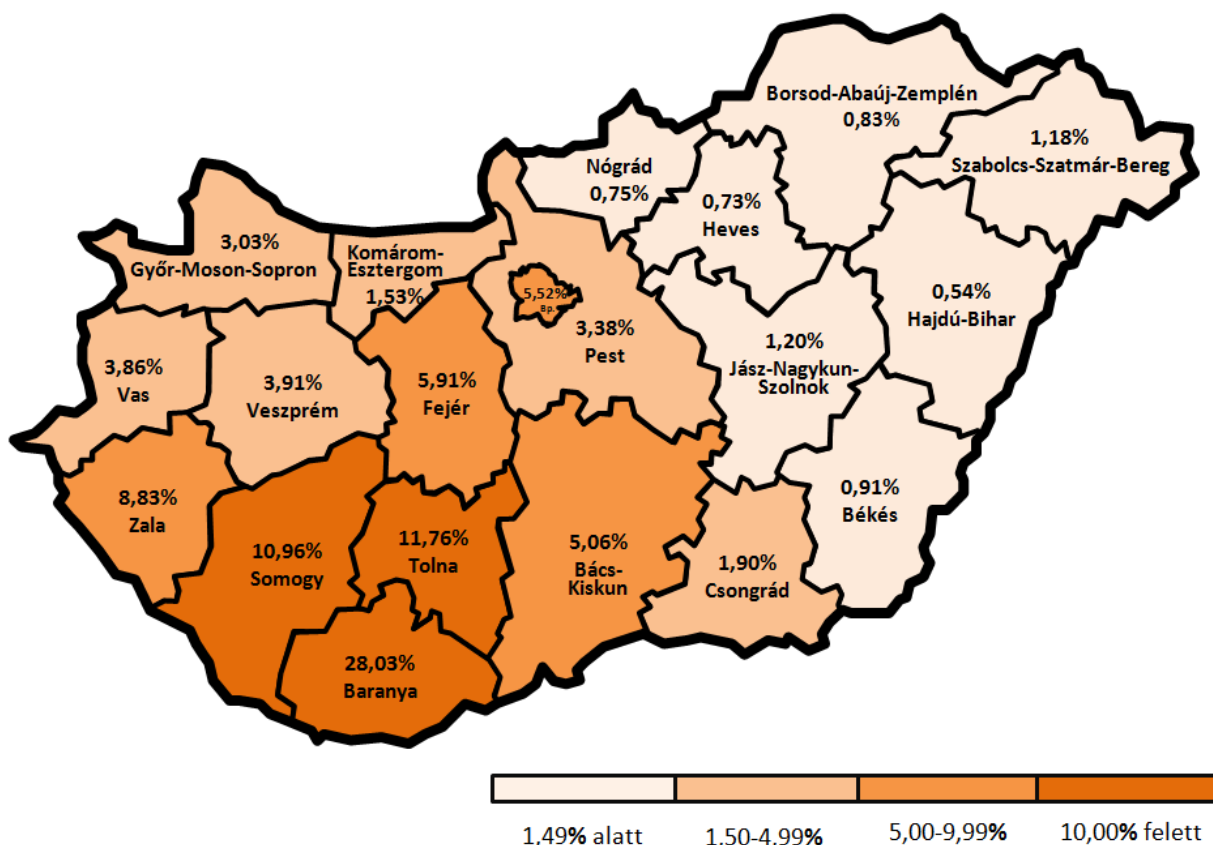 Borsod-Abaúj-Zemplén
0,83%
1,18%
Szabolcs-Szatmár-Bereg
Nógrád
0,75%
0,73%
Heves
3,03%
Győr-Moson-Sopron
Komárom-
Esztergom
1,53%
5,52%
Bp.
3,38%
Pest
0,54%
Hajdú-Bihar
1,20%
Jász-Nagykun-
Szolnok
3,86%
Vas
3,91%
Veszprém
5,91%
Fejér
8,83%
Zala
10,96%
Somogy
11,76%
Tolna
5,06%
Bács-
Kiskun
1,90%
Csongrád
0,91%
Békés
28,03%
Baranya
1,49% alatt
1,50-4,99%
5,00-9,99%
10,00% felett